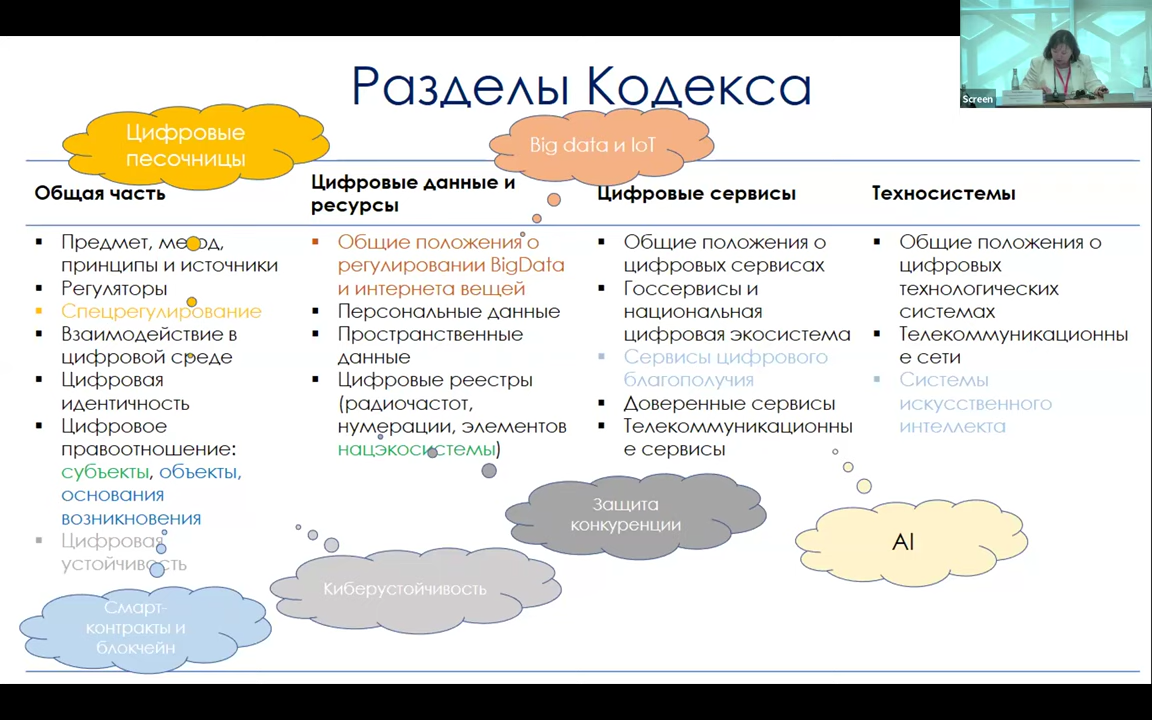 Разделы Кодекса
Screen
Цифровые
песочницы
Big data и IoT
Общая часть
Предмет, метод,
принципы и источники
Регуляторы
Спецрегулирование
Взаимодействие в
цифровой среде
Цифровая
идентичность
Цифровое
правоотношение:
субъекты, объекты,
основания
возникновения
Цифровая
устойчивость
Смарт-
контракты и
блокчейн
Цифровые данные и
ресурсы
Общие положения о
регулировании BigData
и интернета вещей
Персональные данные
Пространственные
данные
Цифровые реестры
(радиочастот,
нумерации, элементов
нацэкосистемы)
Киберустойчивость
Цифровые сервисы
Общие положения о
цифровых сервисах
Госсервисы и
национальная
цифровая экосистема
Сервисы цифрового
благополучия
Доверенные сервисы
Телекоммуникационны
е сервисы
Защита
конкуренции
Техносистемы
Общие положения о
цифровых
технологических
системах
Телекоммуникационны
е сети
Системы
искусственного
интеллекта
AI